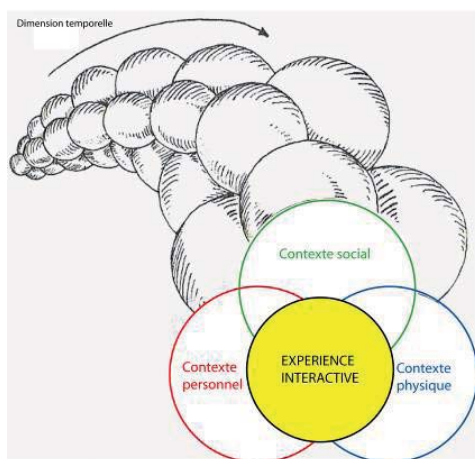 Dimension temporelle
Contexte social
Contexte
personnel
EXPERIENCE
INTERACTIVE
Contexte
physique